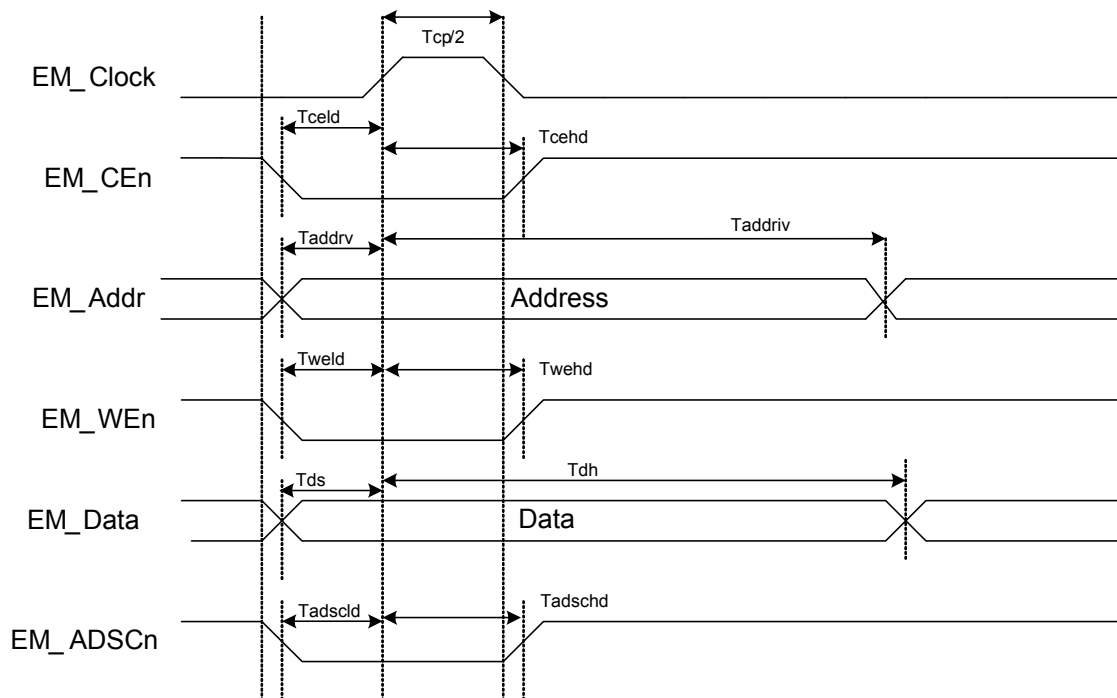 Tcp/2
EM_Clock
Tceld
Tcehd
EM_CEn
Taddrv
Taddriv
EM_Addr
Address
Tweld
Twehd
EM_WEn
Tds
Tdh
EM_Data
Data
Tadscld
Tadschd
EM_ADSCn